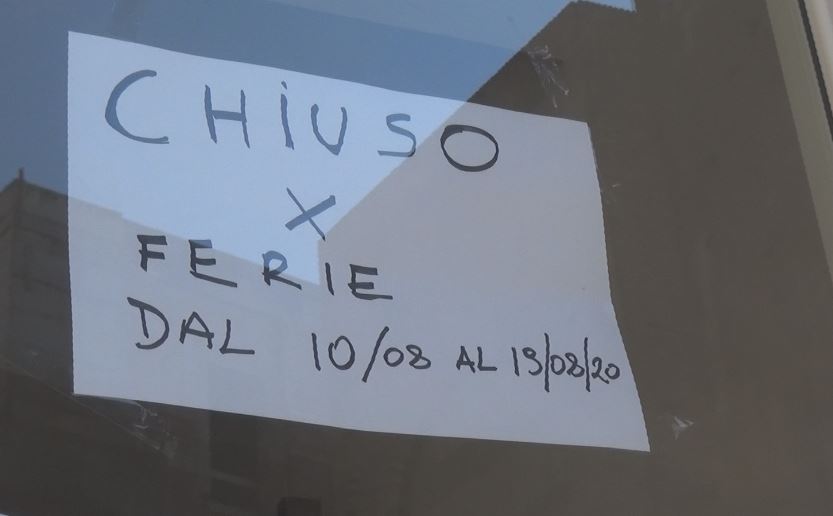 CHiUSO
X
FERIE
DAL 10/08 AL 19/08/20